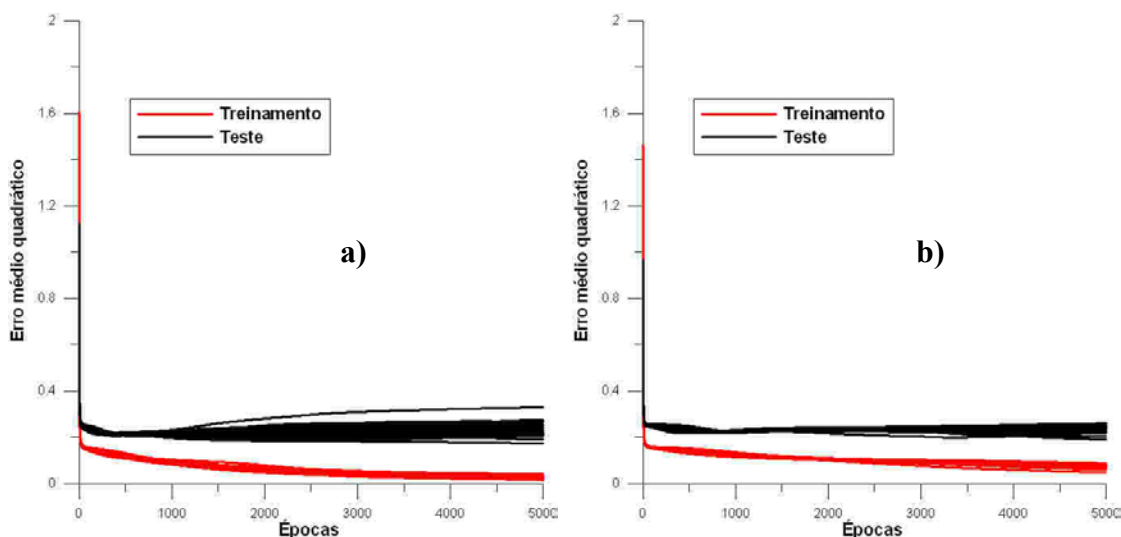 2
1.6
1.2
0.8
0.4
0
Erro médio quadrático
Treinamento
Teste
a)
0
1000
2000
3000
4000
5000
Épocas
2
1.6
1.2
0.8
0.4
0
Erro médio quadrático
Treinamento
Teste
b)
0
1000
2000
3000
4000
5000
Épocas